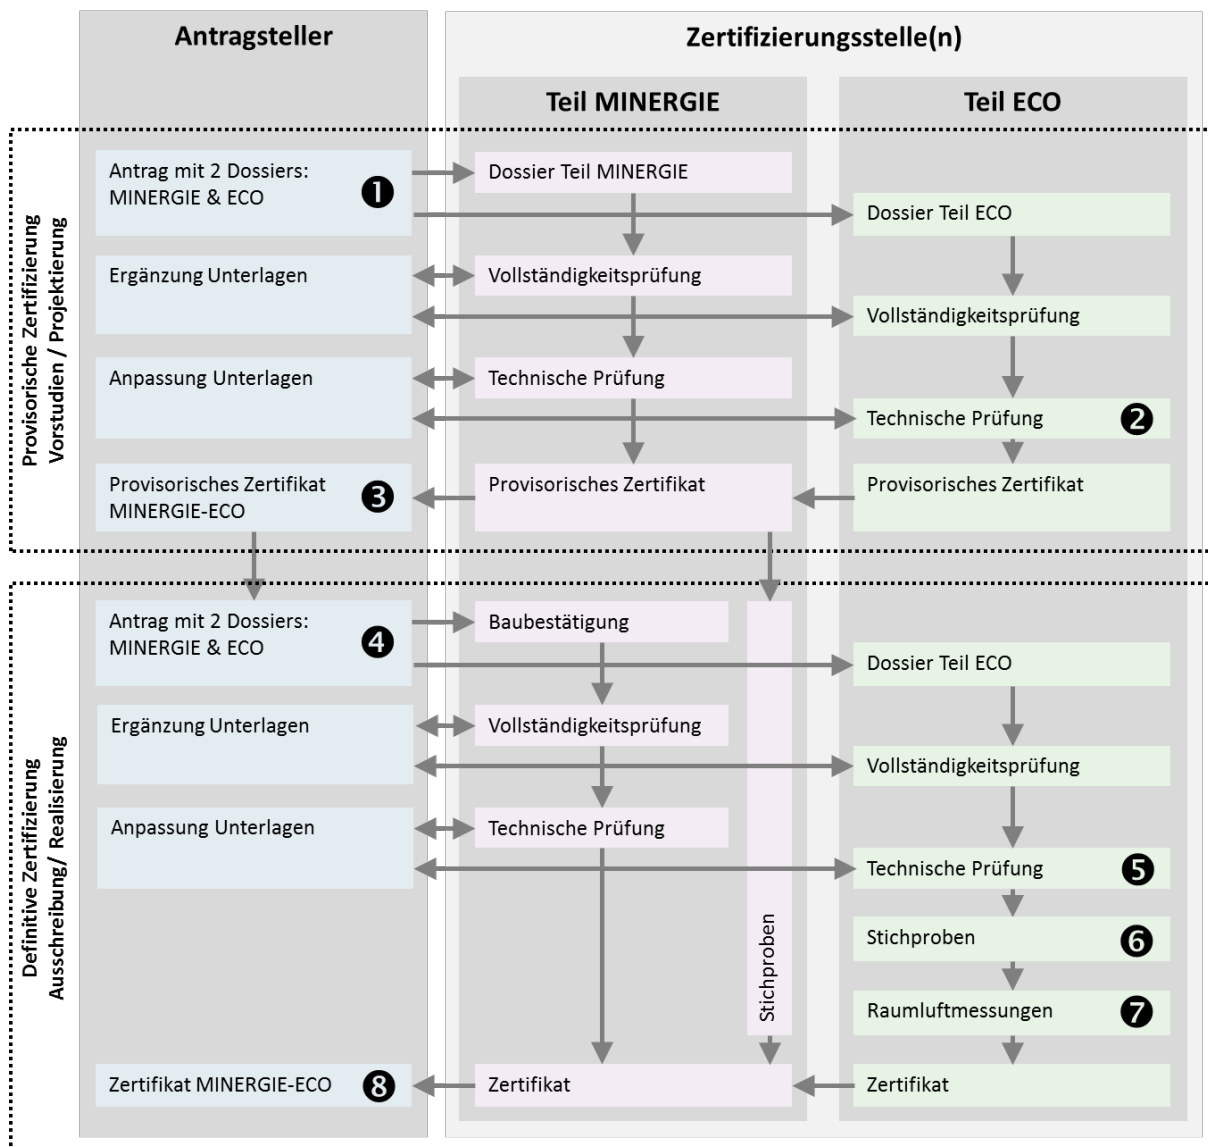 Antragsteller
Zertifizierungsstelle(n)
Teil MINERGIE
Teil ECO
Provisorische Zertifizierung
Vorstudien / Projektierung
Antrag mit 2 Dossiers:
MINERGIE & ECO
1
Dossier Teil MINERGIE
Dossier Teil ECO
Ergänzung Unterlagen
Vollständigkeitsprüfung
Vollständigkeitsprüfung
Anpassung Unterlagen
Technische Prüfung
Technische Prüfung
2
Provisorisches Zertifikat
MINERGIE-ECO
3
Provisorisches Zertifikat
Provisorisches Zertifikat
Definitive Zertifizierung
Ausschreibung/ Realisierung
Antrag mit 2 Dossiers:
MINERGIE & ECO
4
Baubestätigung
Dossier Teil ECO
Ergänzung Unterlagen
Vollständigkeitsprüfung
Vollständigkeitsprüfung
Anpassung Unterlagen
Technische Prüfung
Technische Prüfung
5
Stichproben
Stichproben
6
Raumluftmessungen
7
Zertifikat MINERGIE-ECO
8
Zertifikat
Zertifikat